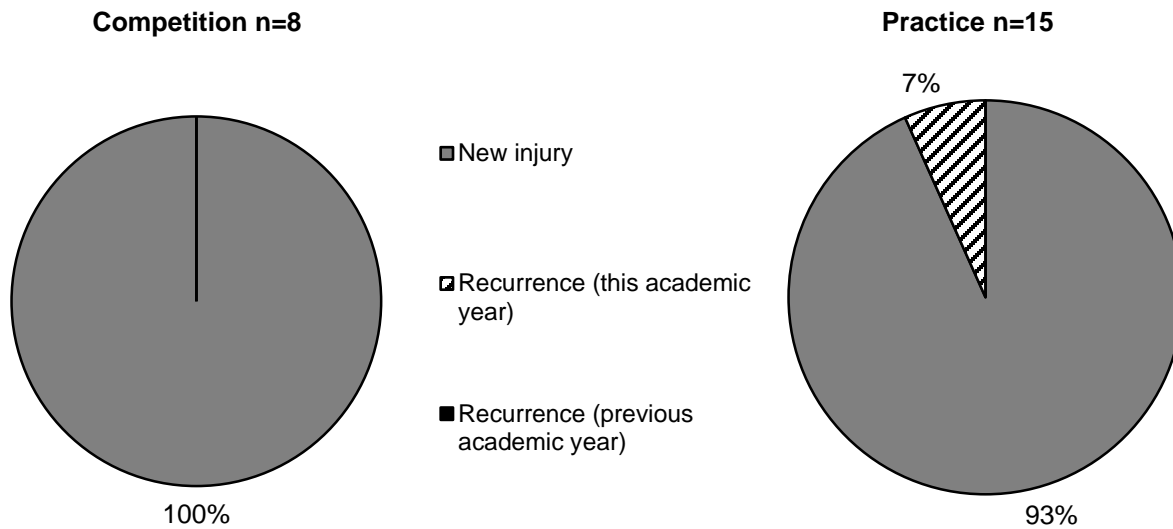 Competition n=8
Practice n=15
7%
New injury
Recurrence (this academic
year)
Recurrence (previous
academic year)
100%
93%